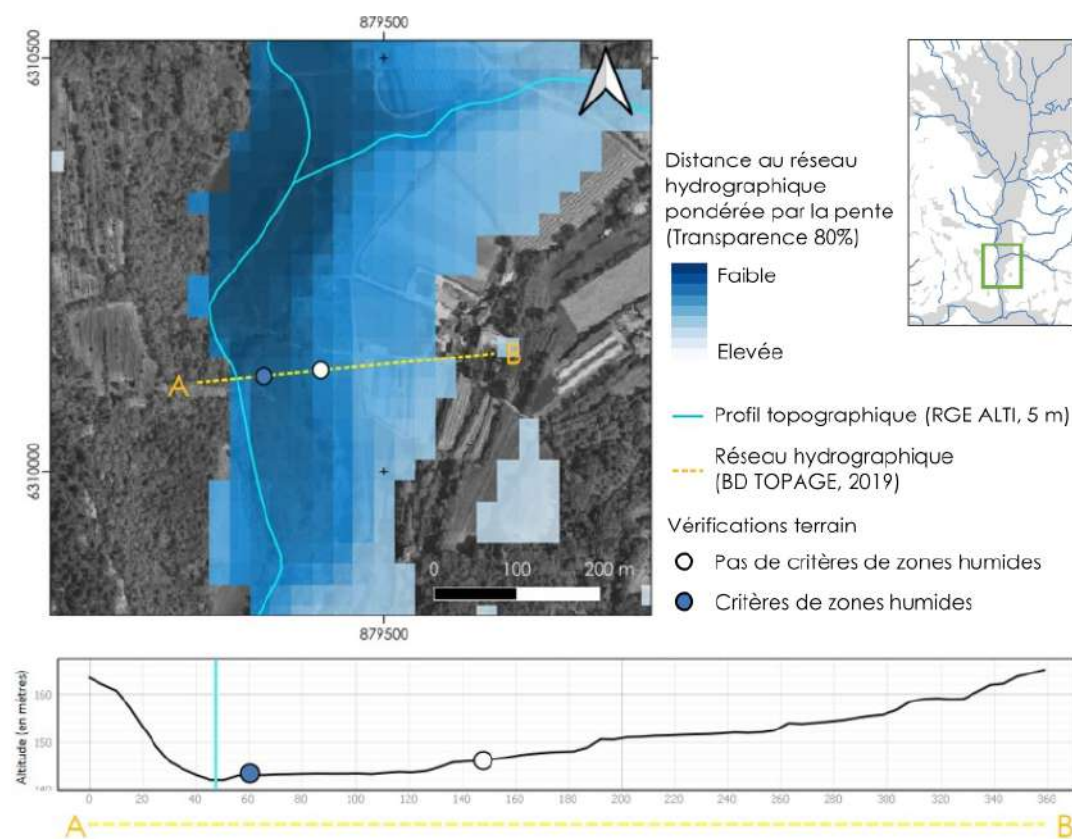 879500
6310500
6310000
A
B
0 100 200 m
879500
Distance au réseau
hydrographique
pondérée par la pente
(Transparence 80%)
Faible
Elevée
Profil topographique (RGE ALTI, 5 m)
Réseau hydrographique
(BD TOPAGE, 2019)
Vérifications terrain
Pas de critères de zones humides
Critères de zones humides
Altitude (en mètres)
160
150
0 20 40 60 80 100 120 140 160 180 200 220 240 260 280 300 320 340 360
A B